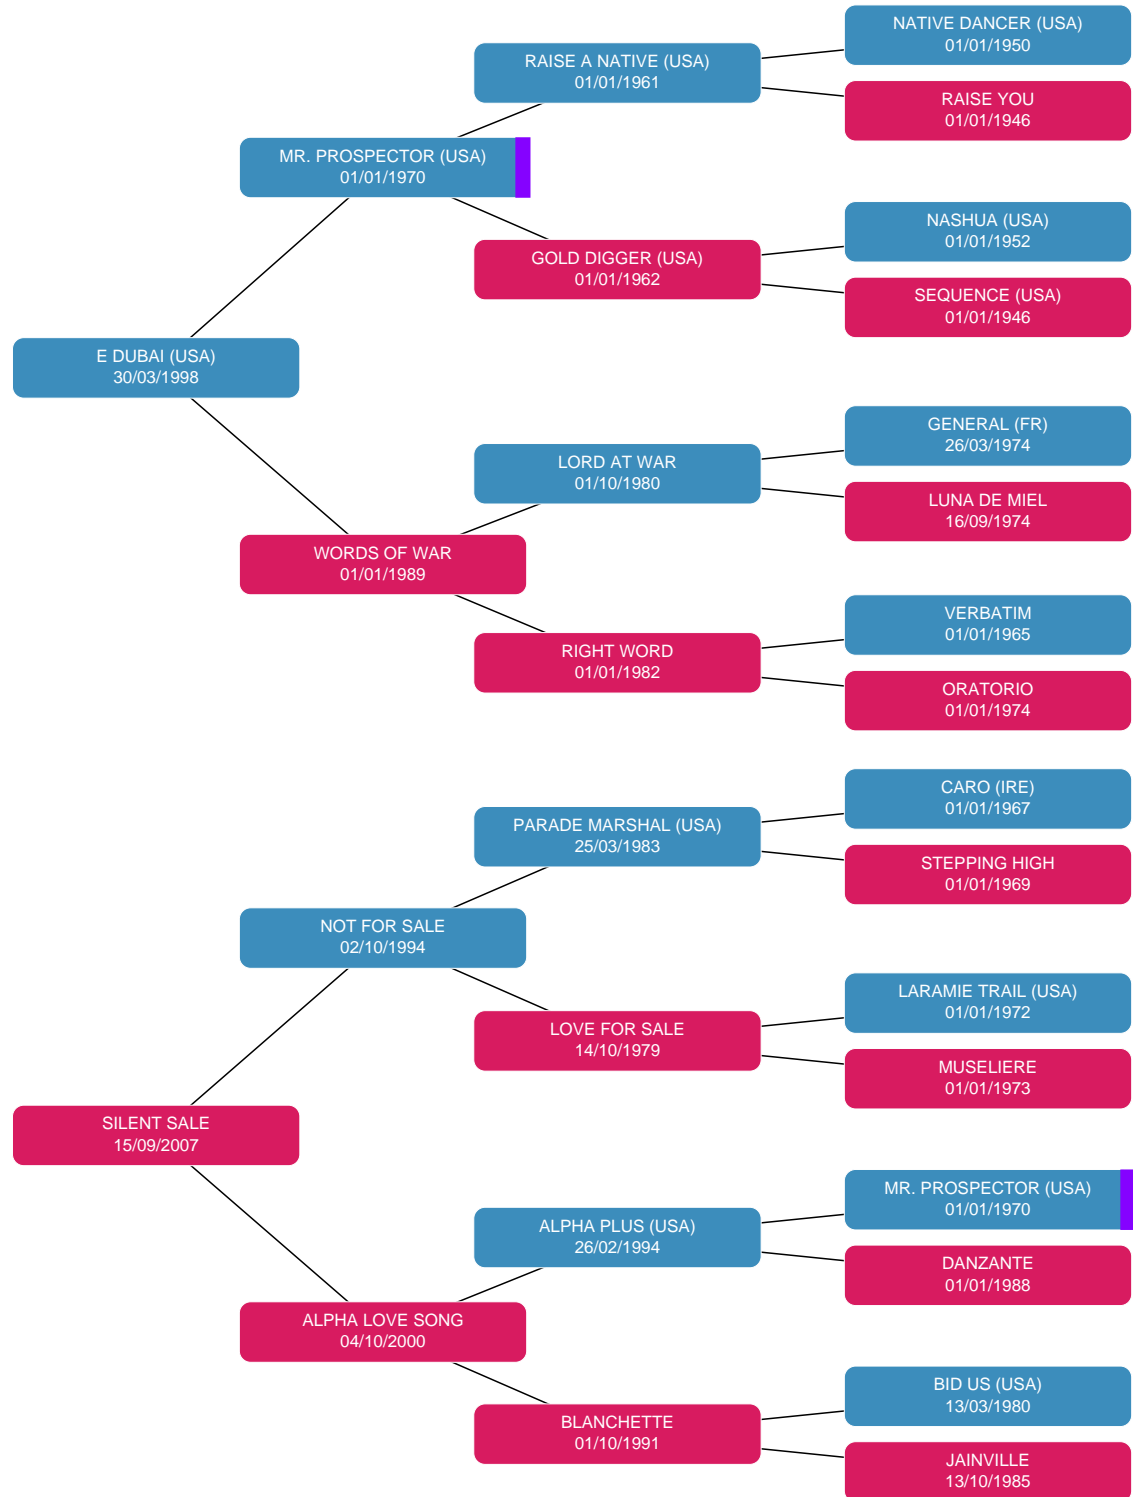 NATIVE DANCER (USA)
01/01/1950
RAISE A NATIVE (USA)
01/01/1961
RAISE YOU
01/01/1946
MR. PROSPECTOR (USA)
01/01/1970
NASHUA (USA)
01/01/1952
GOLD DIGGER (USA)
01/01/1962
SEQUENCE (USA)
01/01/1946
E DUBAI (USA)
30/03/1998
GENERAL (FR)
26/03/1974
LORD AT WAR
01/10/1980
LUNA DE MIEL
16/09/1974
WORDS OF WAR
01/01/1989
VERBATIM
01/01/1965
RIGHT WORD
01/01/1982
ORATORIO
01/01/1974
CARO (IRE)
01/01/1967
PARADE MARSHAL (USA)
25/03/1983
STEPPING HIGH
01/01/1969
NOT FOR SALE
02/10/1994
LARAMIE TRAIL (USA)
01/01/1972
LOVE FOR SALE
14/10/1979
MUSELIERE
01/01/1973
SILENT SALE
15/09/2007
MR. PROSPECTOR (USA)
01/01/1970
ALPHA PLUS (USA)
26/02/1994
DANZANTE
01/01/1988
ALPHA LOVE SONG
04/10/2000
BID US (USA)
13/03/1980
BLANCHETTE
01/10/1991
JAINVILLE
13/10/1985